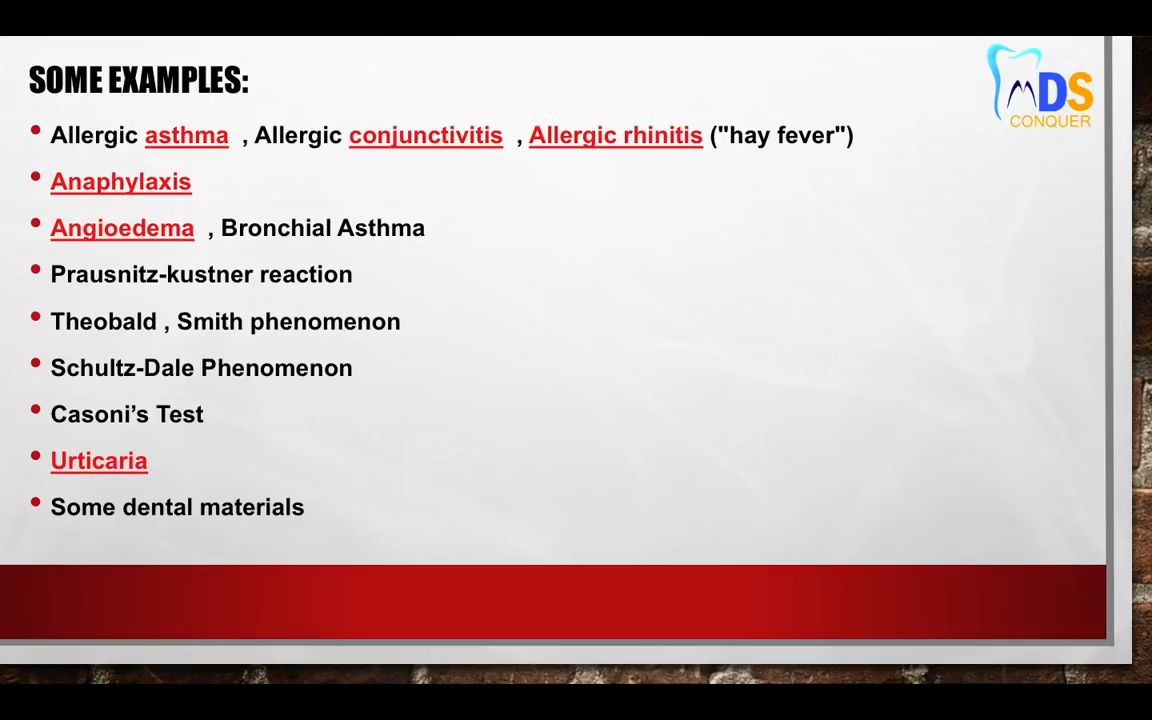 SOME EXAMPLES:
MDS
CONQUER
• Allergic asthma , Allergic conjunctivitis , Allergic rhinitis ("hay fever")
• Anaphylaxis
• Angioedema , Bronchial Asthma
• Prausnitz-kustner reaction
• Theobald , Smith phenomenon
• Schultz-Dale Phenomenon
• Casoni’s Test
• Urticaria
• Some dental materials